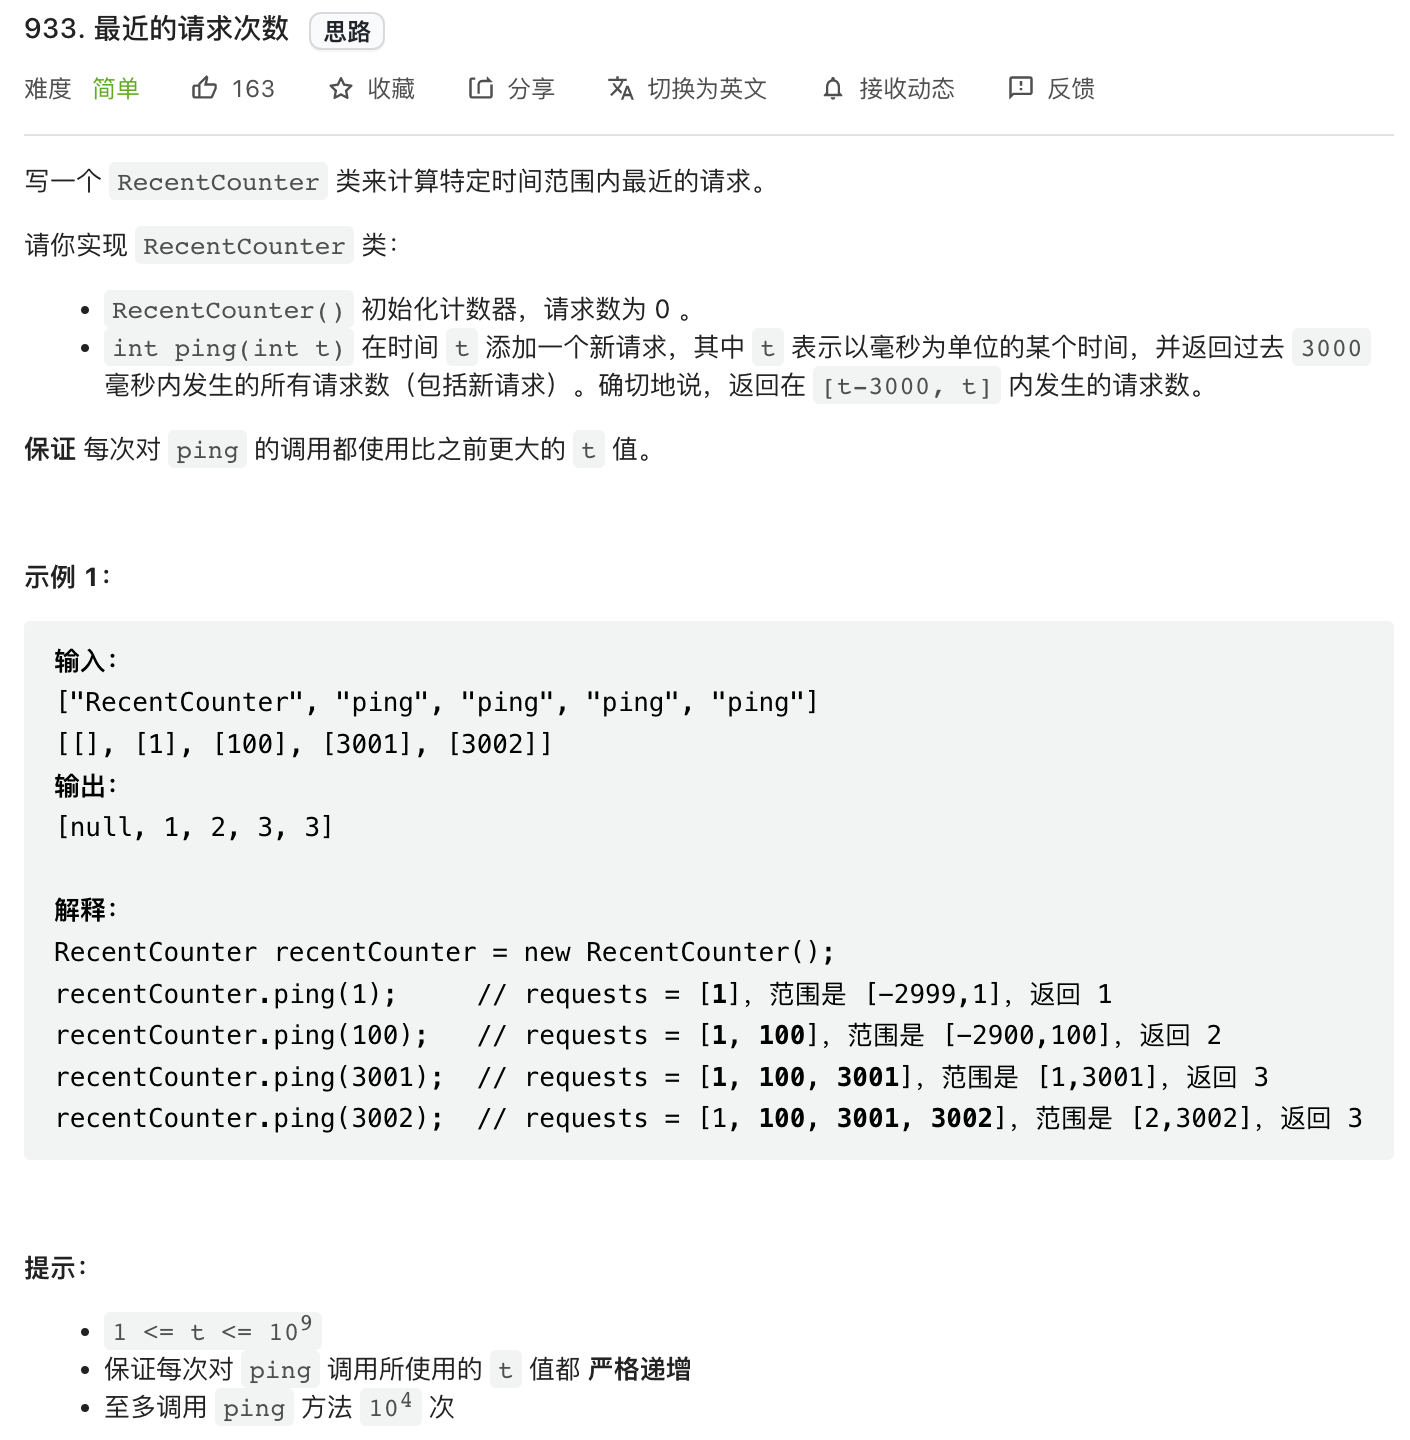 933. 最近的请求次数 思路
难度 简单 163 收藏 分享 切换为英文 接收动态 反馈
写一个 RecentCounter 类来计算特定时间范围内最近的请求。
请你实现 RecentCounter 类：
• RecentCounter() 初始化计数器，请求数为 0 。
• int ping(int t) 在时间 t 添加一个新请求，其中 t 表示以毫秒为单位的某个时间，并返回过去 3000
毫秒内发生的所有请求数（包括新请求）。确切地说，返回在 [t-3000, t] 内发生的请求数。
保证 每次对 ping 的调用都使用比之前更大的 t 值。
示例 1：
输入：
["RecentCounter", "ping", "ping", "ping", "ping"]
[[], [1], [100], [3001], [3002]]
输出：
[null, 1, 2, 3, 3]
解释：
RecentCounter recentCounter = new RecentCounter();
recentCounter.ping(1);     // requests = [1]，范围是 [-2999,1]，返回 1
recentCounter.ping(100);   // requests = [1, 100]，范围是 [-2900,100]，返回 2
recentCounter.ping(3001);  // requests = [1, 100, 3001]，范围是 [1,3001]，返回 3
recentCounter.ping(3002);  // requests = [1, 100, 3001, 3002]，范围是 [2,3002]，返回 3
提示：
• 1 <= t <= 10⁹
• 保证每次对 ping 调用所使用的 t 值都 严格递增
• 至多调用 ping 方法 10⁴ 次